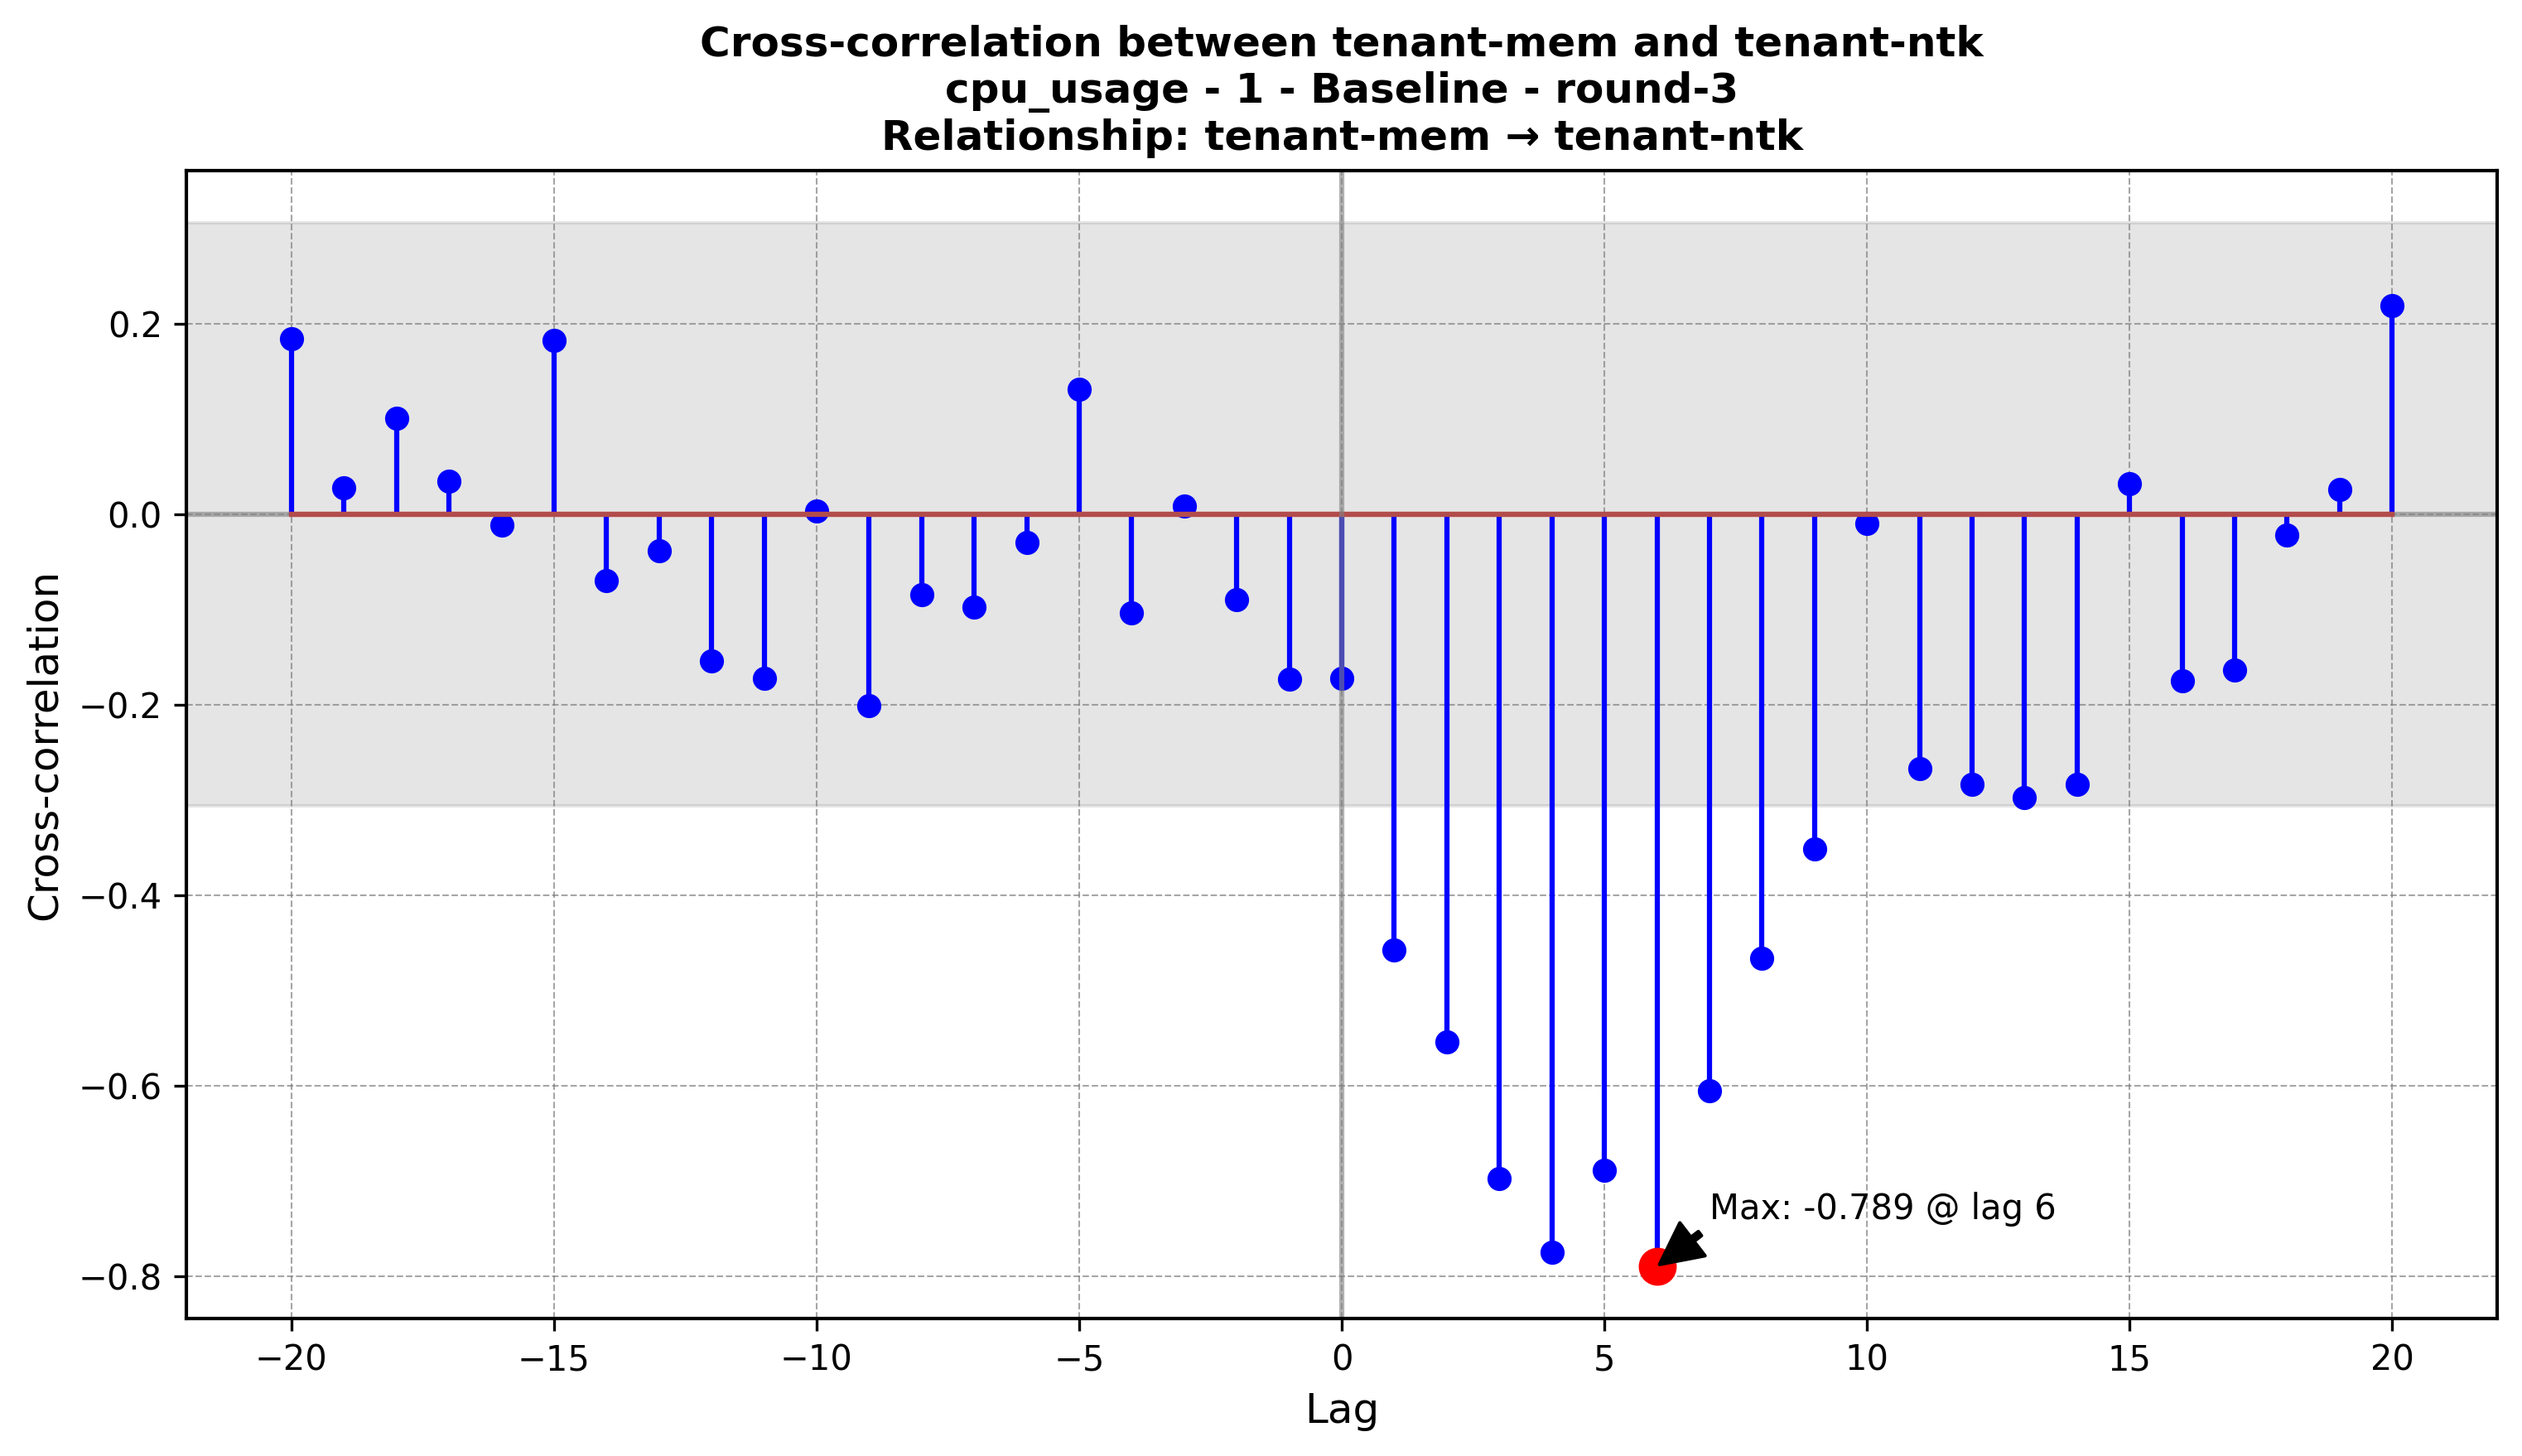 Cross-correlation between tenant-mem and tenant-ntk
cpu_usage - 1 - Baseline - round-3
Relationship: tenant-mem → tenant-ntk
Cross-correlation
0.2
0.0
−0.2
−0.4
−0.6
−0.8
Max: -0.789 @ lag 6
−20
−15
−10
−5
0
5
10
15
20
Lag